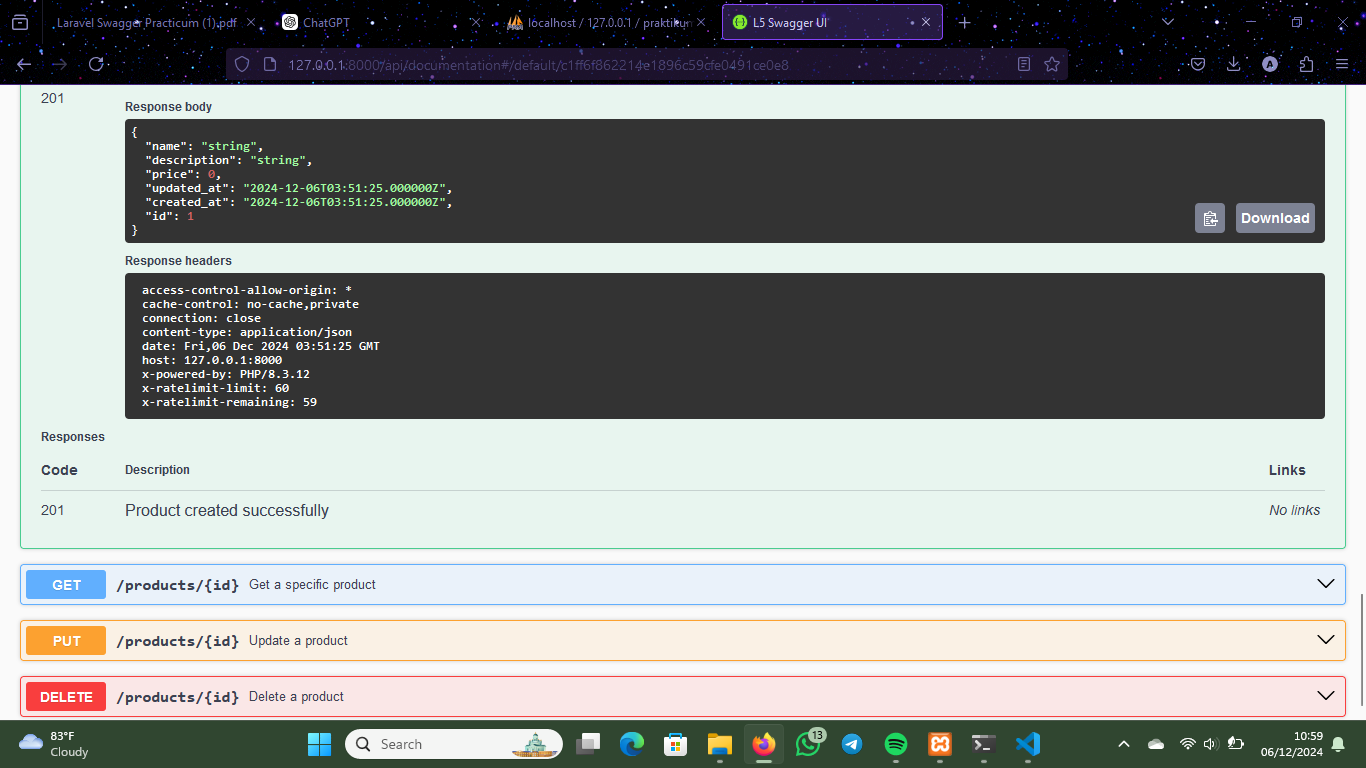 Laravel Swagger Practicum (1).pdf
ChatGPT
localhost / 127.0.0.1 / praktikum
L5 Swagger UI
127.0.0.1:8000/api/documentation#/default/c1ff6f862214e1896c59cfe0491ce0e8
201
Response body
{
"name": "string",
"description": "string",
"price": 0,
"updated_at": "2024-12-06T03:51:25.000000Z",
"created_at": "2024-12-06T03:51:25.000000Z",
"id": 1
}
Download
Response headers
access-control-allow-origin: *
cache-control: no-cache,private
connection: close
content-type: application/json
date: Fri,06 Dec 2024 03:51:25 GMT
host: 127.0.0.1:8000
x-powered-by: PHP/8.3.12
x-ratelimit-limit: 60
x-ratelimit-remaining: 59
Responses
Code Description Links
201 Product created successfully No links
GET /products/{id} Get a specific product
PUT /products/{id} Update a product
DELETE /products/{id} Delete a product
83°F
Cloudy
Search
13
10:59
06/12/2024